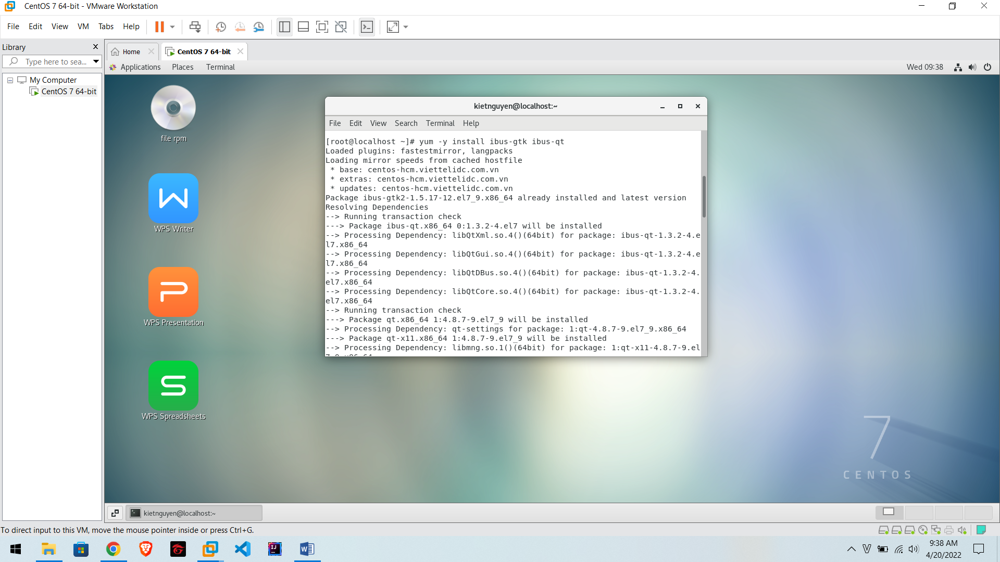 CentOS 7 64-bit - VMware Workstation
File Edit View VM Tabs Help
Library
Type here to sea...
My Computer
CentOS 7 64-bit
Home
CentOS 7 64-bit
Applications Places Terminal
Wed 09:38
file rpm
WPS Writer
WPS Presentation
WPS Spreadsheets
kietnguyen@localhost:~
File Edit View Search Terminal Help
[root@localhost ~]# yum -y install ibus-gtk ibus-qt
Loaded plugins: fastestmirror, langpacks
Loading mirror speeds from cached hostfile
* base: centos-hcm.viettelidc.com.vn
* extras: centos-hcm.viettelidc.com.vn
* updates: centos-hcm.viettelidc.com.vn
Package ibus-gtk2-1.5.17-12.el7_9.x86_64 already installed and latest version
Resolving Dependencies
--> Running transaction check
---> Package ibus-qt.x86_64 0:1.3.2-4.el7 will be installed
--> Processing Dependency: libQtXml.so.4()(64bit) for package: ibus-qt-1.3.2-4.e
l7.x86_64
--> Processing Dependency: libQtGui.so.4()(64bit) for package: ibus-qt-1.3.2-4.e
l7.x86_64
--> Processing Dependency: libQtDBus.so.4()(64bit) for package: ibus-qt-1.3.2-4.
el7.x86_64
--> Processing Dependency: libQtCore.so.4()(64bit) for package: ibus-qt-1.3.2-4.
el7.x86_64
--> Running transaction check
---> Package qt.x86_64 1:4.8.7-9.el7_9 will be installed
--> Processing Dependency: qt-settings for package: 1:qt-4.8.7-9.el7_9.x86_64
---> Package qt-x11.x86_64 1:4.8.7-9.el7_9 will be installed
--> Processing Dependency: libmng.so.1()(64bit) for package: 1:qt-x11-4.8.7-9.el
7_9.x86_64
7
CENTOS
kietnguyen@localhost:~
To direct input to this VM, move the mouse pointer inside or press Ctrl+G.
9:38 AM
4/20/2022